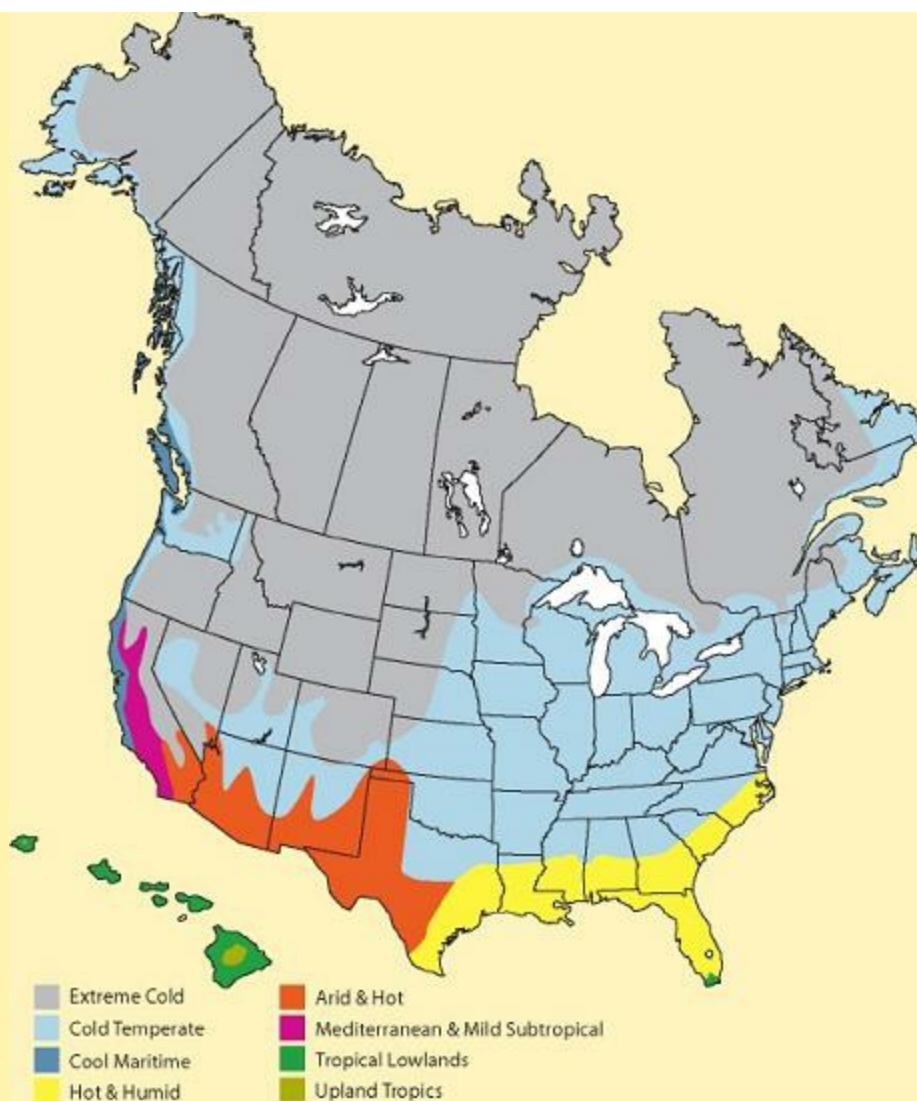 Extreme Cold
Cold Temperate
Cool Maritime
Hot & Humid
Arid & Hot
Mediterranean & Mild Subtropical
Tropical Lowlands
Upland Tropics